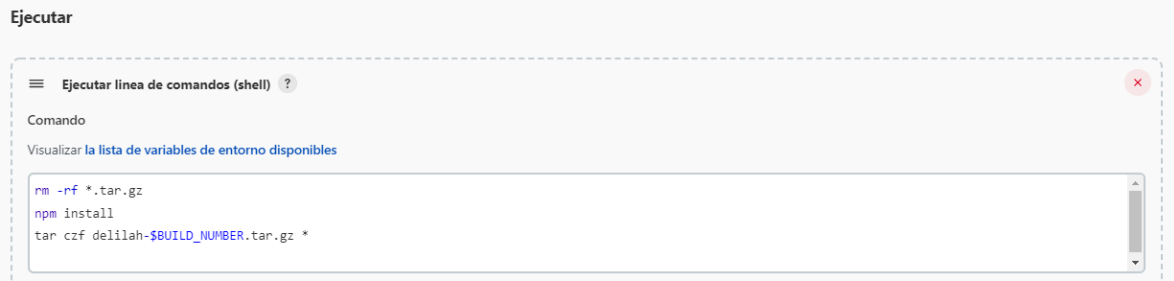 Ejecutar
Ejecutar linea de comandos (shell) ?
Comando
Visualizar la lista de variables de entorno disponibles
rm -rf *.tar.gz
npm install
tar czf delilah-$BUILD_NUMBER.tar.gz *